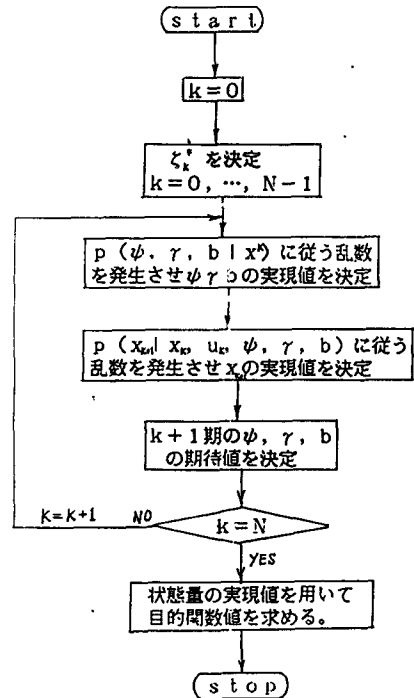 start
k=0
ζₖ* を決定
k=0, …, N-1
p (ψ, γ, b | xᴷ) に従う乱数
を発生させψ γ bの実現値を決定
p (xₖ₊₁| xₖ, uₖ, ψ, γ, b) に従う
乱数を発生させxₖ₊₁の実現値を決定
k+1期のψ, γ, b
の期待値を決定
K=K+1 NO
k=N
YES
状態量の実現値を用いて
目的関数値を求める。
stop